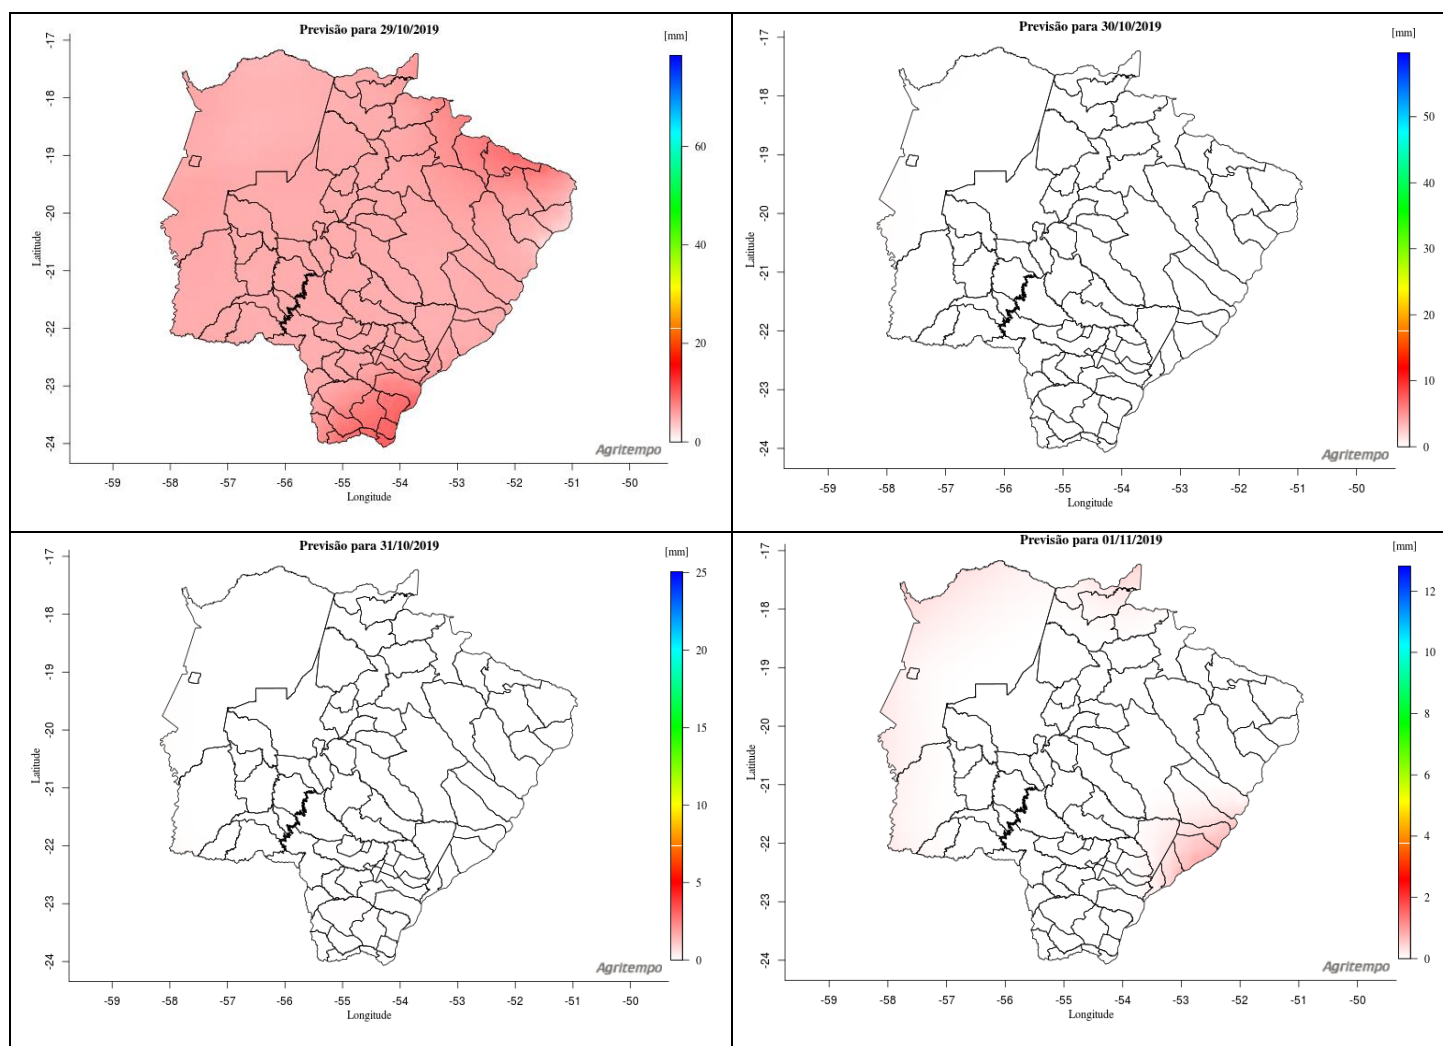 Previsão para 29/10/2019
[mm]
-17
-18
-19
-20
-21
-22
-23
-24
Latitude
60
40
20
0
Agritempo
-59 -58 -57 -56 -55 -54 -53 -52 -51 -50
Longitude
Previsão para 30/10/2019
[mm]
-17
-18
-19
-20
-21
-22
-23
-24
Latitude
50
40
30
20
10
0
Agritempo
-59 -58 -57 -56 -55 -54 -53 -52 -51 -50
Longitude
Previsão para 31/10/2019
[mm]
-17
-18
-19
-20
-21
-22
-23
-24
Latitude
25
20
15
10
5
0
Agritempo
-59 -58 -57 -56 -55 -54 -53 -52 -51 -50
Longitude
Previsão para 01/11/2019
[mm]
-17
-18
-19
-20
-21
-22
-23
-24
Latitude
12
10
8
6
4
2
0
Agritempo
-59 -58 -57 -56 -55 -54 -53 -52 -51 -50
Longitude